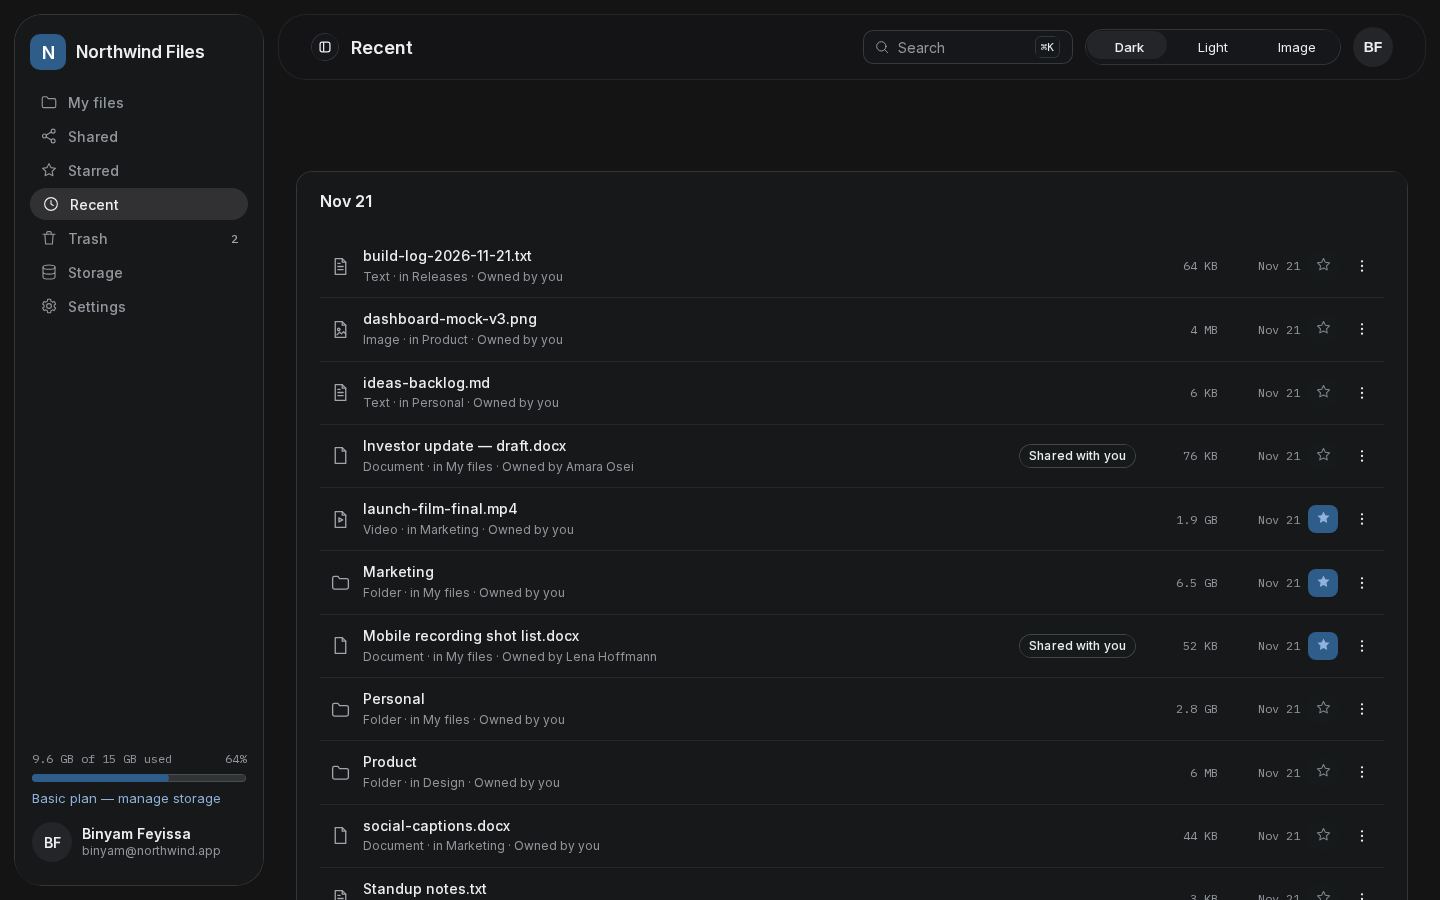 N Northwind Files
My files
Shared
Starred
Recent
Trash 2
Storage
Settings
9.6 GB of 15 GB used 64%
Basic plan — manage storage
BF Binyam Feyissa
binyam@northwind.app
Recent
Search ⌘K
Dark Light Image
BF
Nov 21
build-log-2026-11-21.txt
Text · in Releases · Owned by you
64 KB Nov 21
dashboard-mock-v3.png
Image · in Product · Owned by you
4 MB Nov 21
ideas-backlog.md
Text · in Personal · Owned by you
6 KB Nov 21
Investor update — draft.docx
Document · in My files · Owned by Amara Osei
Shared with you 76 KB Nov 21
launch-film-final.mp4
Video · in Marketing · Owned by you
1.9 GB Nov 21
Marketing
Folder · in My files · Owned by you
6.5 GB Nov 21
Mobile recording shot list.docx
Document · in My files · Owned by Lena Hoffmann
Shared with you 52 KB Nov 21
Personal
Folder · in My files · Owned by you
2.8 GB Nov 21
Product
Folder · in Design · Owned by you
6 MB Nov 21
social-captions.docx
Document · in Marketing · Owned by you
44 KB Nov 21
Standup notes.txt
3 KB Nov 21